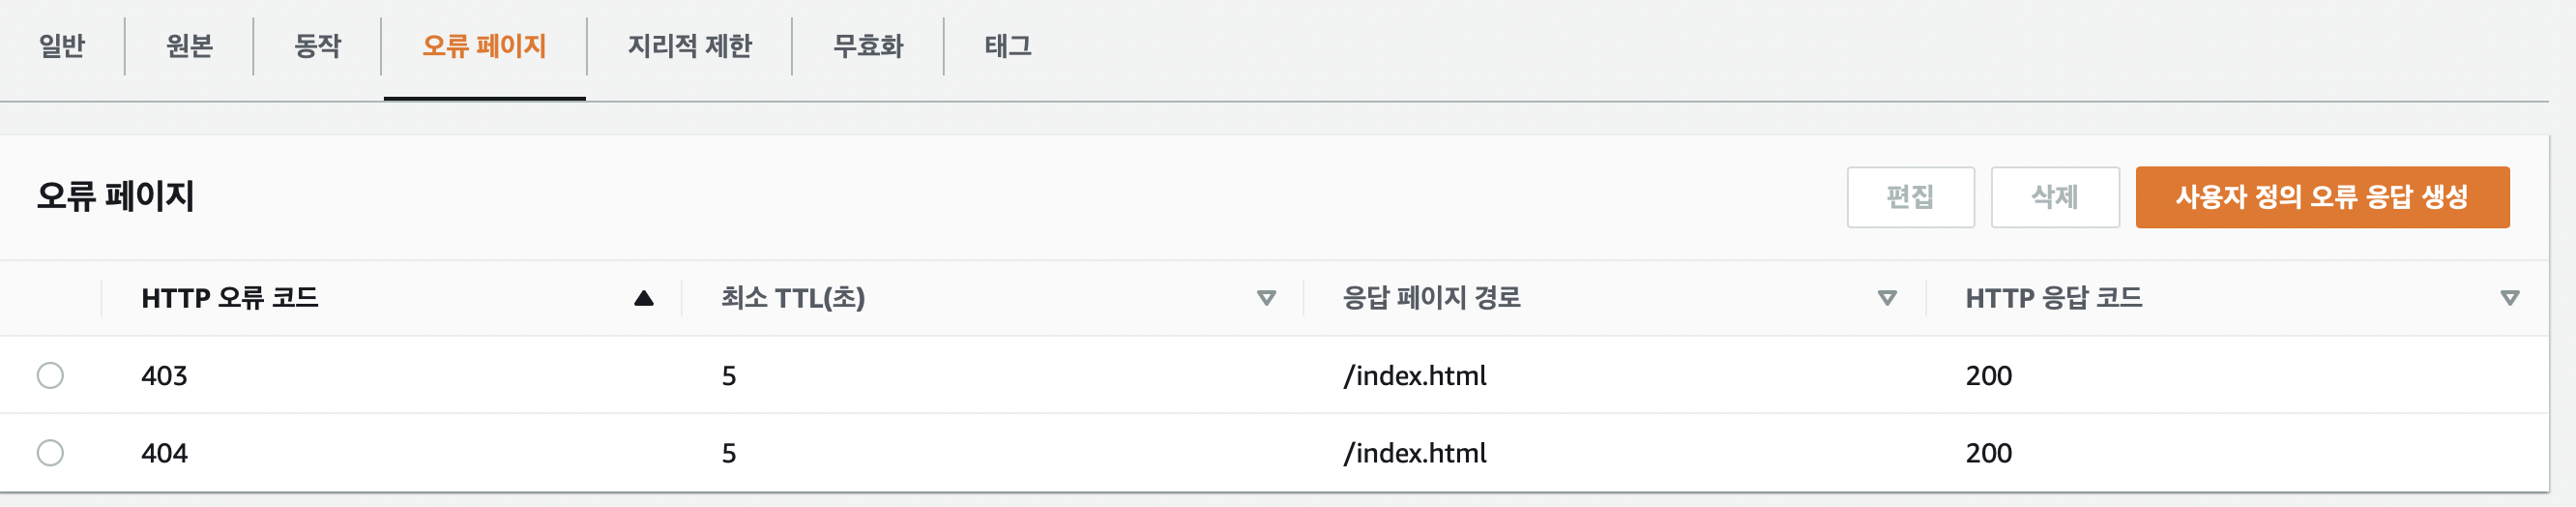 일반 원본 동작 오류 페이지 지리적 제한 무효화 태그
오류 페이지 편집 삭제 사용자 정의 오류 응답 생성
HTTP 오류 코드 최소 TTL(초) 응답 페이지 경로 HTTP 응답 코드
403 5 /index.html 200
404 5 /index.html 200